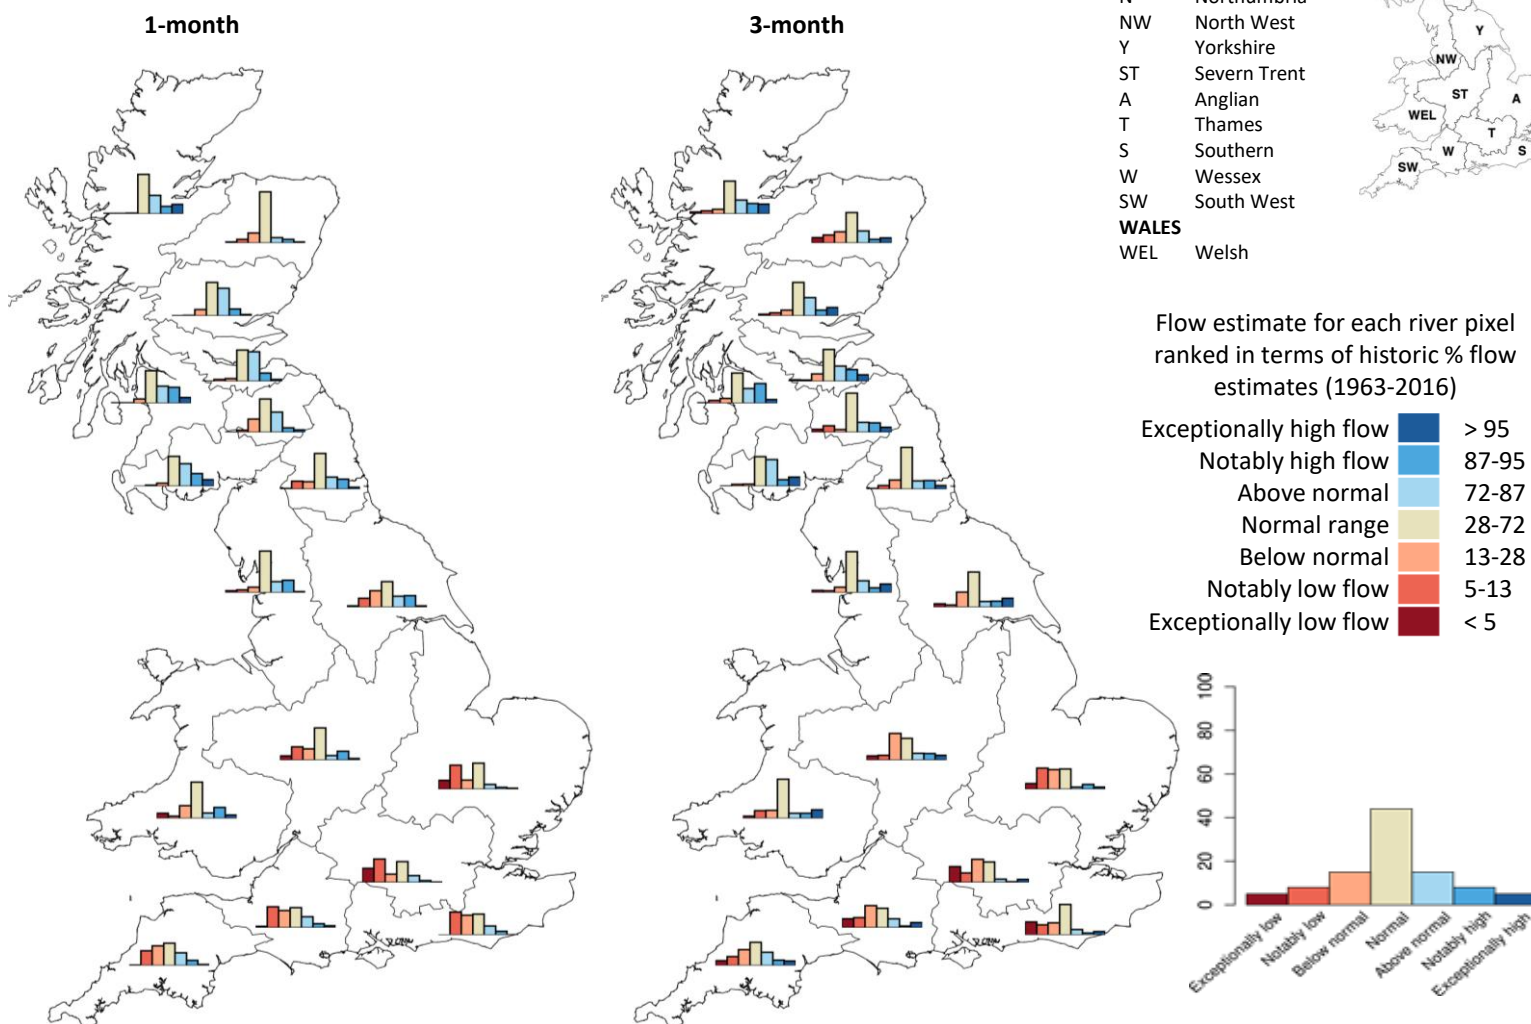 1-month
3-month
N Northumbria
NW North West
Y Yorkshire
ST Severn Trent
A Anglian
T Thames
S Southern
W Wessex
SW South West
WALES
WEL Welsh
Y
NW
ST
A
WEL
T
W
S
SW
Flow estimate for each river pixel
ranked in terms of historic % flow
estimates (1963-2016)
Exceptionally high flow > 95
Notably high flow 87-95
Above normal 72-87
Normal range 28-72
Below normal 13-28
Notably low flow 5-13
Exceptionally low flow < 5
100
80
60
40
20
0
Exceptionally low
Notably low
Below normal
Normal
Above normal
Notably high
Exceptionally high